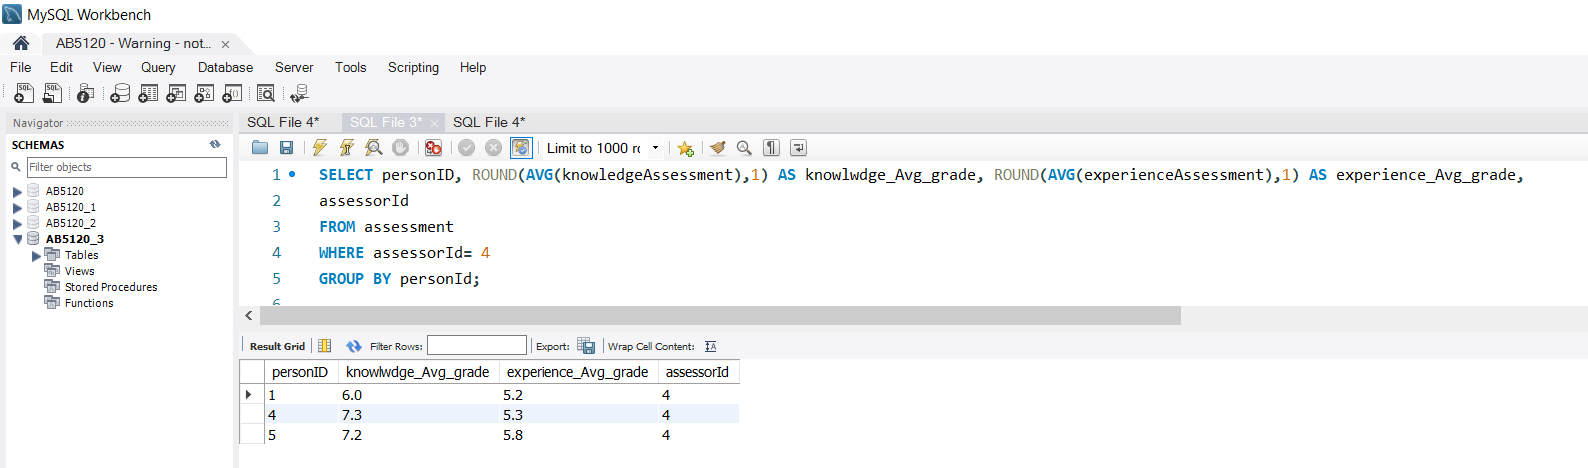 MySQL Workbench
AB5120 - Warning - not... ×
File Edit View Query Database Server Tools Scripting Help
Navigator
SCHEMAS
Filter objects
AB5120
AB5120_1
AB5120_2
AB5120_3
Tables
Views
Stored Procedures
Functions
SQL File 4* SQL File 3* × SQL File 4*
Limit to 1000 rc
1 SELECT personID, ROUND(AVG(knowledgeAssessment),1) AS knowlwdge_Avg_grade, ROUND(AVG(experienceAssessment),1) AS experience_Avg_grade,
2 assessorId
3 FROM assessment
4 WHERE assessorId= 4
5 GROUP BY personId;
6
Result Grid Filter Rows: Export: Wrap Cell Content:
personID knowlwdge_Avg_grade experience_Avg_grade assessorId
1 6.0 5.2 4
4 7.3 5.3 4
5 7.2 5.8 4